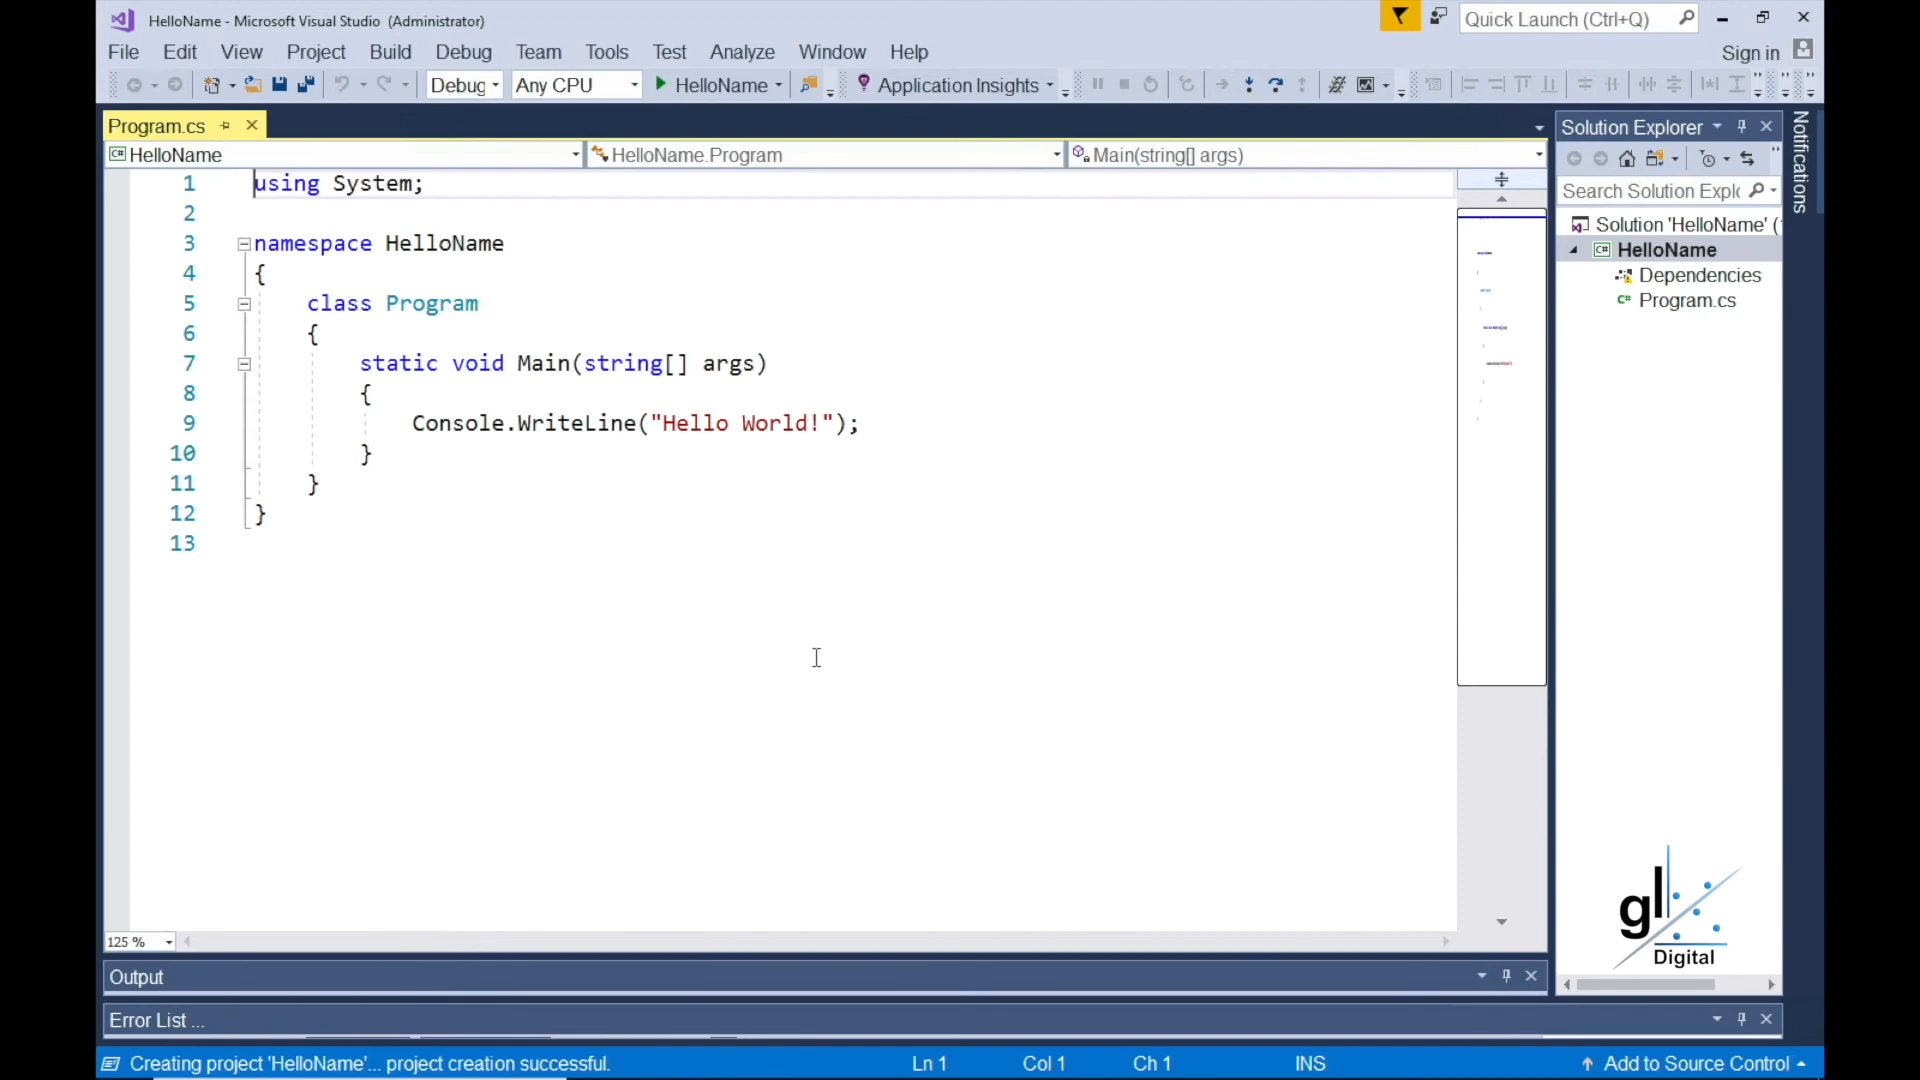 HelloName - Microsoft Visual Studio (Administrator)
Quick Launch (Ctrl+Q)
File Edit View Project Build Debug Team Tools Test Analyze Window Help
Sign in
Debug Any CPU HelloName Application Insights
Program.cs
Solution Explorer
Notifications
HelloName HelloName.Program Main(string[] args)
Search Solution Explo
1 using System;
2
3 namespace HelloName
4 {
5 class Program
6 {
7 static void Main(string[] args)
8 {
9 Console.WriteLine("Hello World!");
10 }
11 }
12 }
13
Solution 'HelloName' (
C# HelloName
Dependencies
C# Program.cs
gl
Digital
125 %
Output
Error List ...
Creating project 'HelloName'... project creation successful. Ln 1 Col 1 Ch 1 INS Add to Source Control